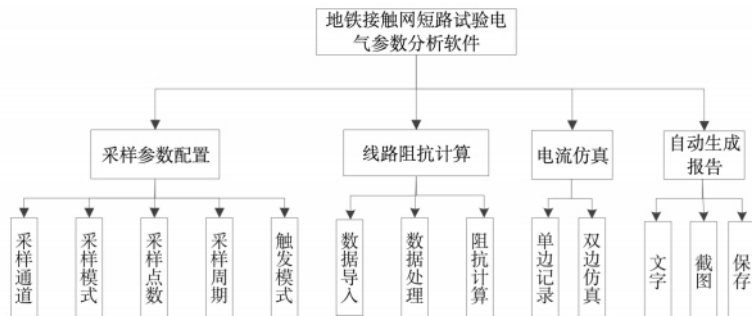 地铁接触网短路试验电
气参数分析软件
采样参数配置
线路阻抗计算
电流仿真
自动生成
报告
采样通道
采样模式
采样点数
采样周期
触发模式
数据导入
数据处理
阻抗计算
单边记录
双边仿真
文字
截图
保存